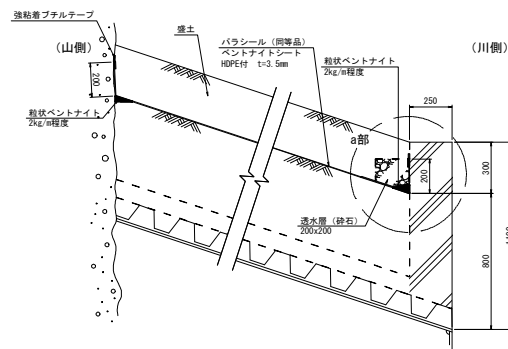 強粘着ブチルテープ
（山側）
盛土
パラシール（同等品）
ベントナイトシート
HDPE付 t=3.5mm
粒状ベントナイト
2kg/m程度
（川側）
200
粒状ベントナイト
2kg/m程度
250
a部
300
200
透水層（砕石）
200x200
800
1100